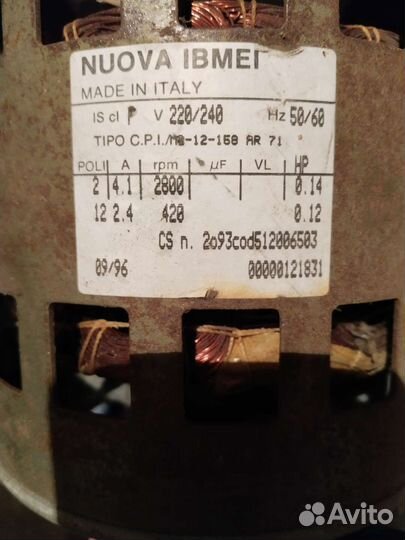 NUOVA IBMEI
MADE IN ITALY
IS cl P V 220/240 Hz 50/60
TIPO C.P.I./M2-12-158 AR 71
POLI A rpm µF VL HP
2 4.1 2800 0.14
12 2.4 420 0.12
CS n. 2o93cod512006503
09/96 00000121831
Avito